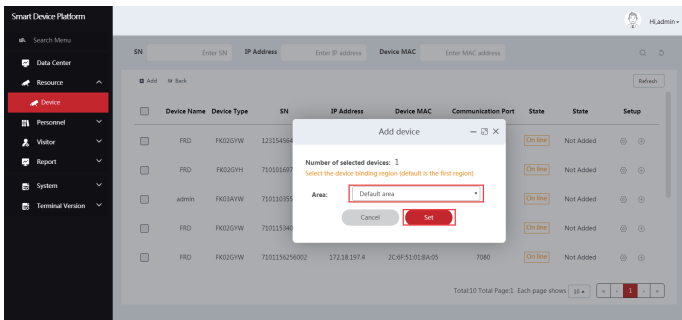 Smart Device Platform
Hi,admin
Search Menu
SN Enter SN IP Address Enter IP address Device MAC Enter MAC address
Data Center
Resource
Add Back Refresh
Device
Device Name Device Type SN IP Address Device MAC Communication Port State State Setup
Personnel
Visitor
Report
System
Terminal Version
FRD FK02GYW 123154564 On line Not Added
Add device
Number of selected devices: 1
FRD FK02GYH 710101697 On line Not Added
Select the device binding region (default is the first region)
Area: Default area
admin FK03AYW 710110355 On line Not Added
Cancel Set
FRD FK02GYW 710115340 On line Not Added
FRD FK02GYW 7101156256002 172.18.197.4 2C:6F:51:01:BA:05 7080 On line Not Added
Total:10 Total Page:1 Each page shows 10 « ‹ 1 › »